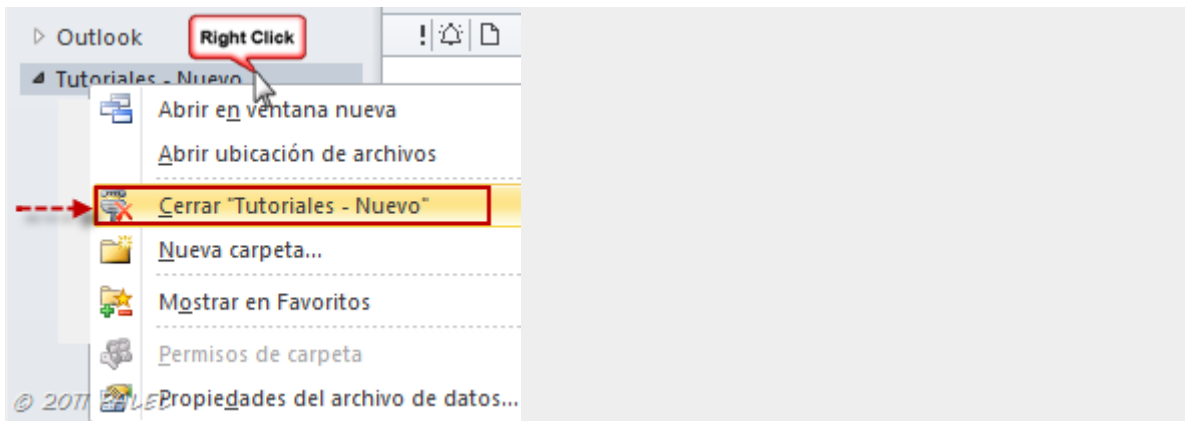 Outlook
Right Click
!
Tutoriales - Nuevo
Abrir en ventana nueva
Abrir ubicación de archivos
Cerrar "Tutoriales - Nuevo"
Nueva carpeta...
Mostrar en Favoritos
Permisos de carpeta
Propiedades del archivo de datos...
© 2011